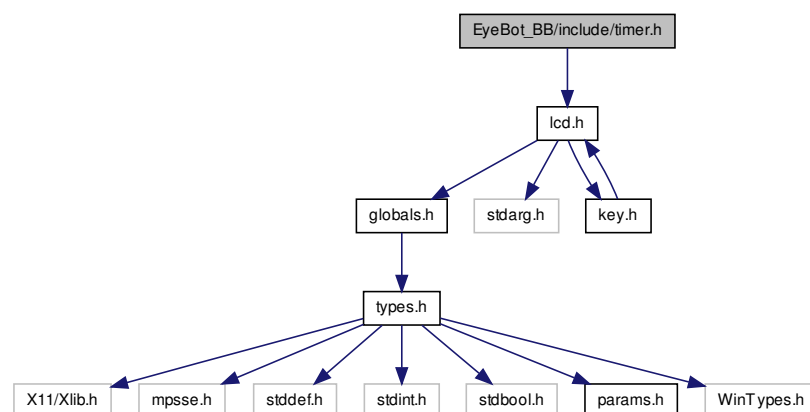 EyeBot_BB/include/timer.h
lcd.h
globals.h
stdarg.h
key.h
types.h
X11/Xlib.h
mpsse.h
stddef.h
stdint.h
stdbool.h
params.h
WinTypes.h